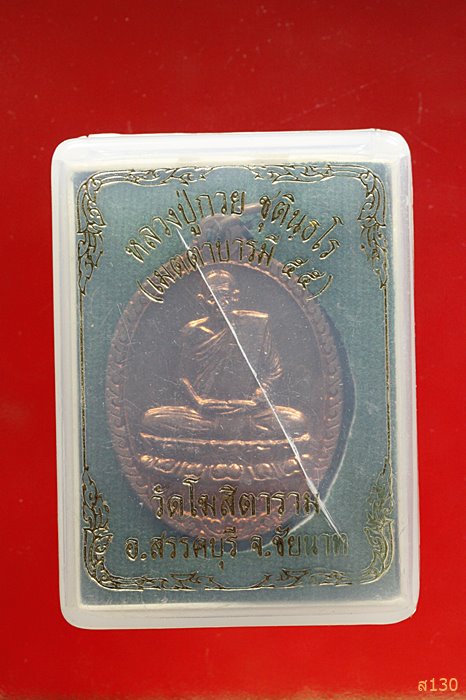 หลวงปู่กวย ชุตินฺธโร
(เมตตาบารมี ๕๕)
วัดโฆสิตาราม
อ.สรรคบุรี จ.ชัยนาท
ส130